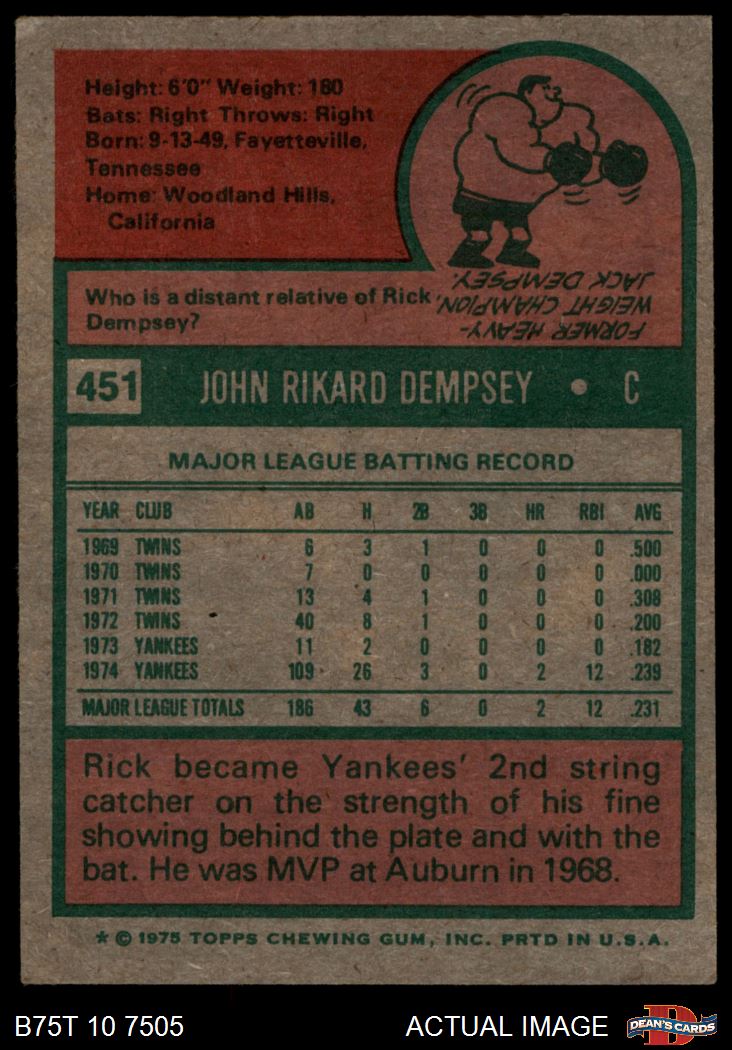 Height: 6'0" Weight: 180
Bats: Right Throws: Right
Born: 9-13-49, Fayetteville,
Tennessee
Home: Woodland Hills,
California
Who is a distant relative of Rick
Dempsey?
FORMER HEAVY-
WEIGHT CHAMPION,
JACK DEMPSEY.
451 JOHN RIKARD DEMPSEY • C
MAJOR LEAGUE BATTING RECORD
YEAR CLUB AB H 2B 3B HR RBI AVG
1969 TWINS 6 3 1 0 0 0 .500
1970 TWINS 7 0 0 0 0 0 .000
1971 TWINS 13 4 1 0 0 0 .308
1972 TWINS 40 8 1 0 0 0 .200
1973 YANKEES 11 2 0 0 0 0 .182
1974 YANKEES 109 26 3 0 2 12 .239
MAJOR LEAGUE TOTALS 186 43 6 0 2 12 .231
Rick became Yankees' 2nd string
catcher on the strength of his fine
showing behind the plate and with the
bat. He was MVP at Auburn in 1968.
* © 1975 TOPPS CHEWING GUM, INC. PRTD IN U.S.A.
B75T 10 7505 ACTUAL IMAGE DEAN'S CARDS